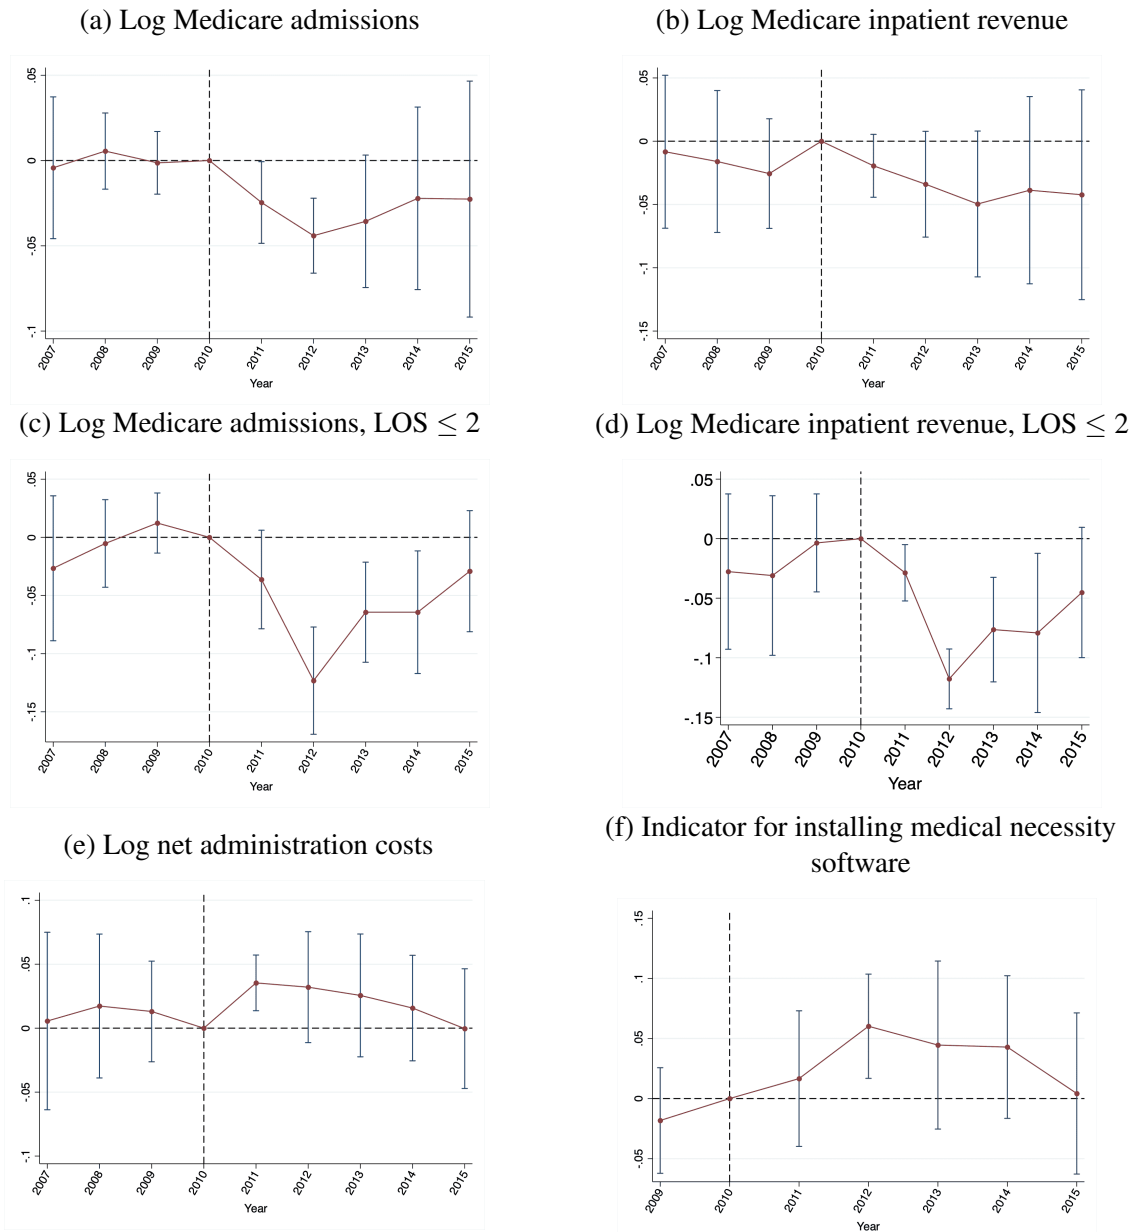 (a) Log Medicare admissions
.05
0
-.05
-.1
2007 2008 2009 2010 2011 2012 2013 2014 2015
Year
(b) Log Medicare inpatient revenue
.05
0
-.05
-.1
-.15
2007 2008 2009 2010 2011 2012 2013 2014 2015
Year
(c) Log Medicare admissions, LOS ≤ 2
.05
0
-.05
-.1
-.15
2007 2008 2009 2010 2011 2012 2013 2014 2015
Year
(d) Log Medicare inpatient revenue, LOS ≤ 2
.05
0
-.05
-.1
-.15
2007 2008 2009 2010 2011 2012 2013 2014 2015
Year
(e) Log net administration costs
.1
.05
0
-.05
-.1
2007 2008 2009 2010 2011 2012 2013 2014 2015
Year
(f) Indicator for installing medical necessity
software
.15
.1
.05
0
-.05
2009 2010 2011 2012 2013 2014 2015
Year